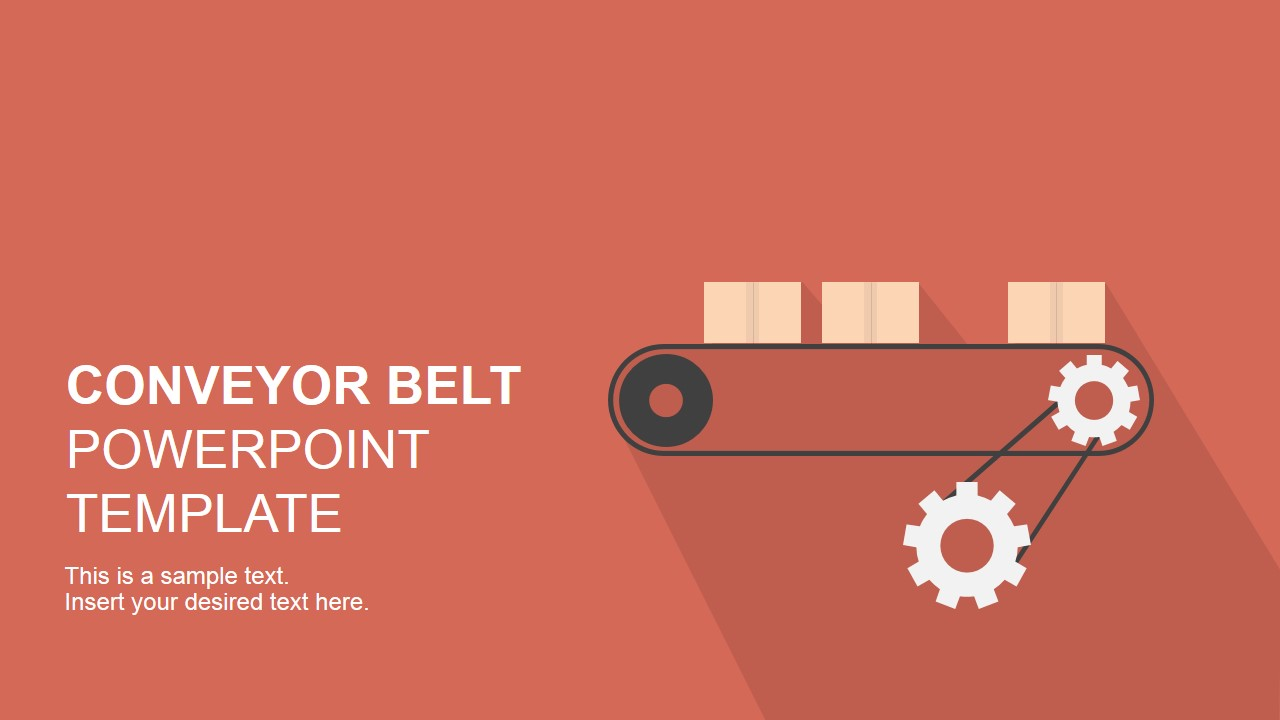 CONVEYOR BELT
POWERPOINT
TEMPLATE
This is a sample text.
Insert your desired text here.